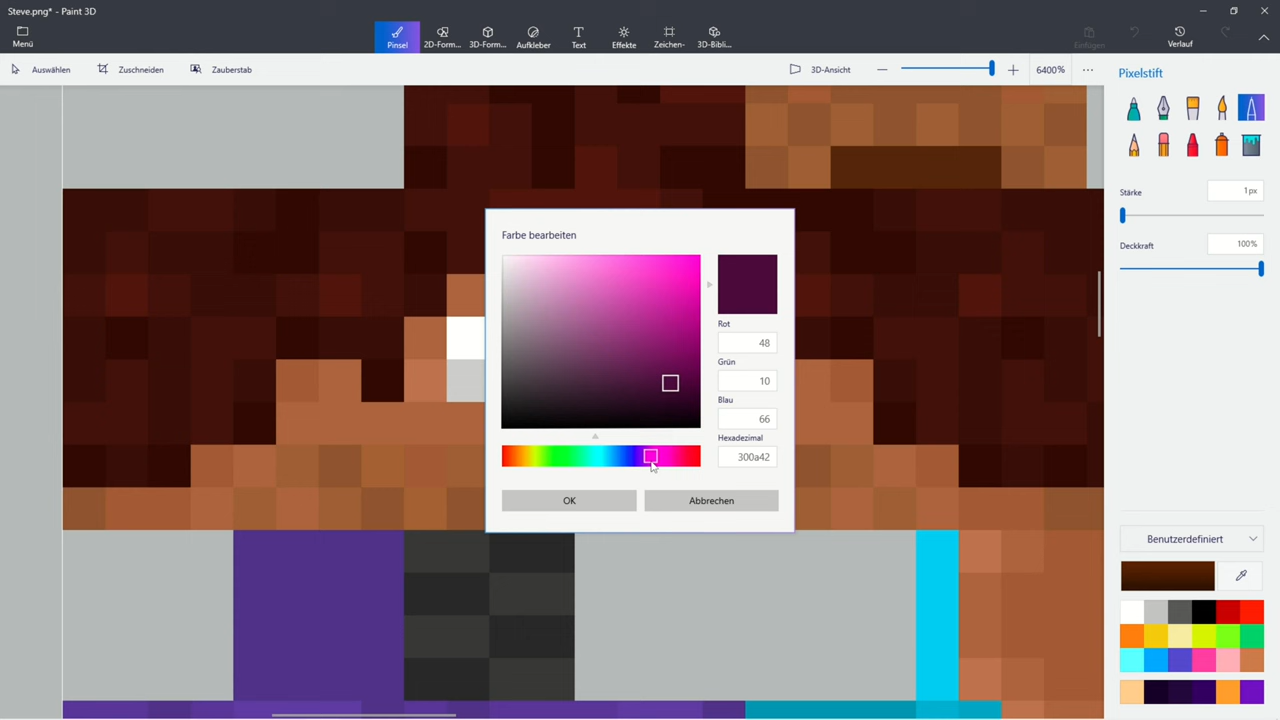 Steve.png* - Paint 3D
Menü
Pinsel
2D-Form...
3D-Form...
Aufkleber
Text
Effekte
Zeichen-
3D-Bibli...
Einfügen
Verlauf
Auswählen
Zuschneiden
Zauberstab
3D-Ansicht
6400%
Pixelstift
Stärke
1px
Deckkraft
100%
Farbe bearbeiten
Rot
48
Grün
10
Blau
66
Hexadezimal
300a42
OK
Abbrechen
Benutzerdefiniert